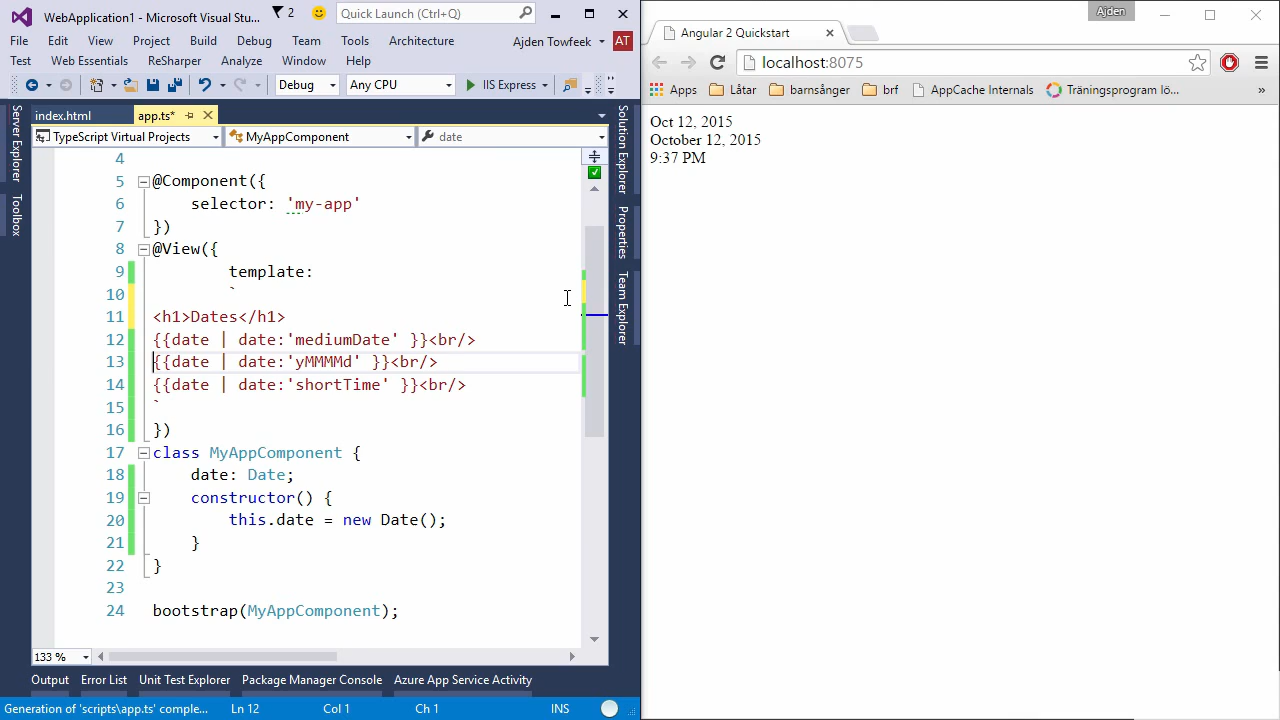 WebApplication1 - Microsoft Visual Stu...
2
Quick Launch (Ctrl+Q)
File Edit View Project Build Debug Team Tools Architecture
Ajden Towfeek AT
Test Web Essentials ReSharper Analyze Window Help
Debug Any CPU IIS Express
index.html app.ts*
TypeScript Virtual Projects MyAppComponent date
Server Explorer
Toolbox
4
5 @Component({
6 selector: 'my-app'
7 })
8 @View({
9 template:
10 `
11 <h1>Dates</h1>
12 {{date | date:'mediumDate' }}<br/>
13 {{date | date:'yMMMMd' }}<br/>
14 {{date | date:'shortTime' }}<br/>
15 `
16 })
17 class MyAppComponent {
18 date: Date;
19 constructor() {
20 this.date = new Date();
21 }
22 }
23
24 bootstrap(MyAppComponent);
Solution Explorer
Properties
Team Explorer
133 %
Output Error List Unit Test Explorer Package Manager Console Azure App Service Activity
Generation of 'scripts\app.ts' comple... Ln 12 Col 1 Ch 1 INS
Ajden
Angular 2 Quickstart
localhost:8075
Apps Låtar barnsånger brf AppCache Internals Träningsprogram lö... »
Oct 12, 2015
October 12, 2015
9:37 PM